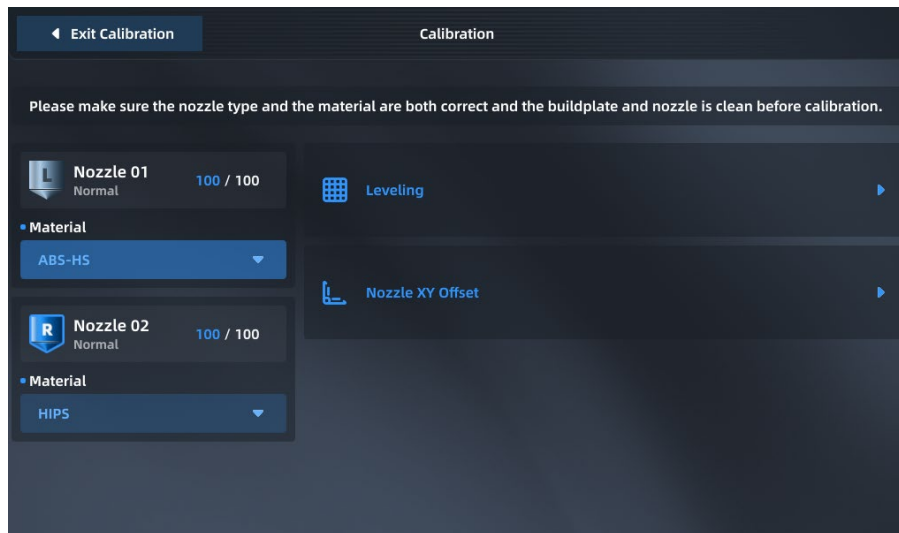 Exit Calibration
Calibration
Please make sure the nozzle type and the material are both correct and the buildplate and nozzle is clean before calibration.
L
Nozzle 01
Normal
100 / 100
Material
ABS-HS
R
Nozzle 02
Normal
100 / 100
Material
HIPS
Leveling
Nozzle XY Offset